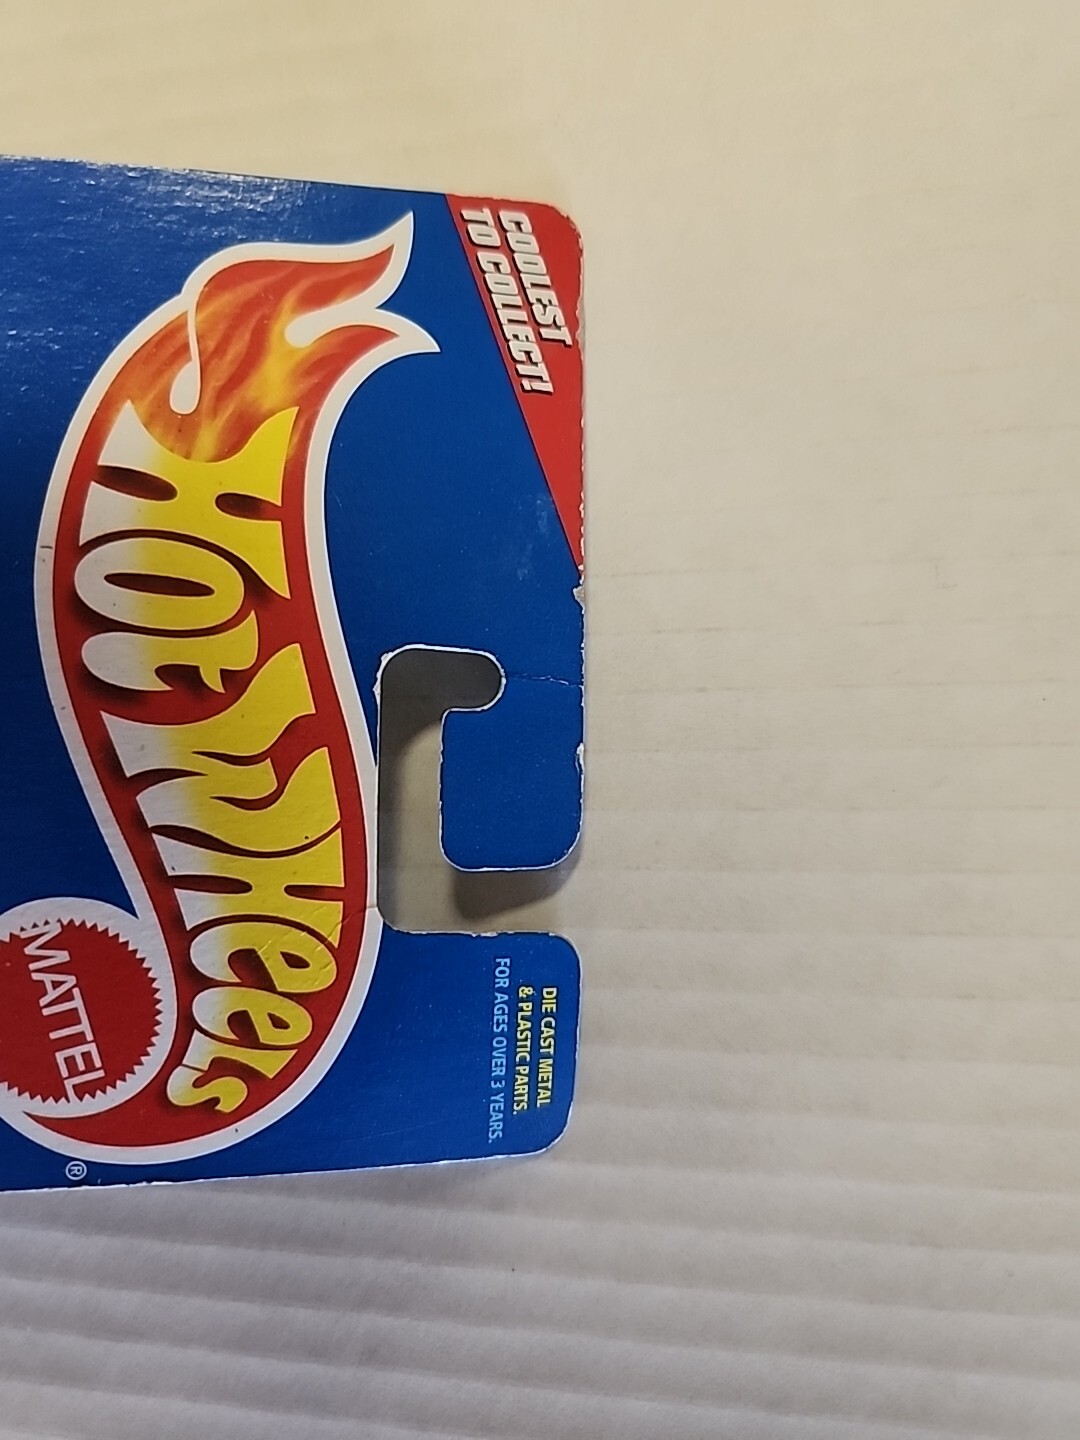 COOLEST
TO COLLECT!
HOT WHEELS
MATTEL
®
DIE CAST METAL
& PLASTIC PARTS.
FOR AGES OVER 3 YEARS.